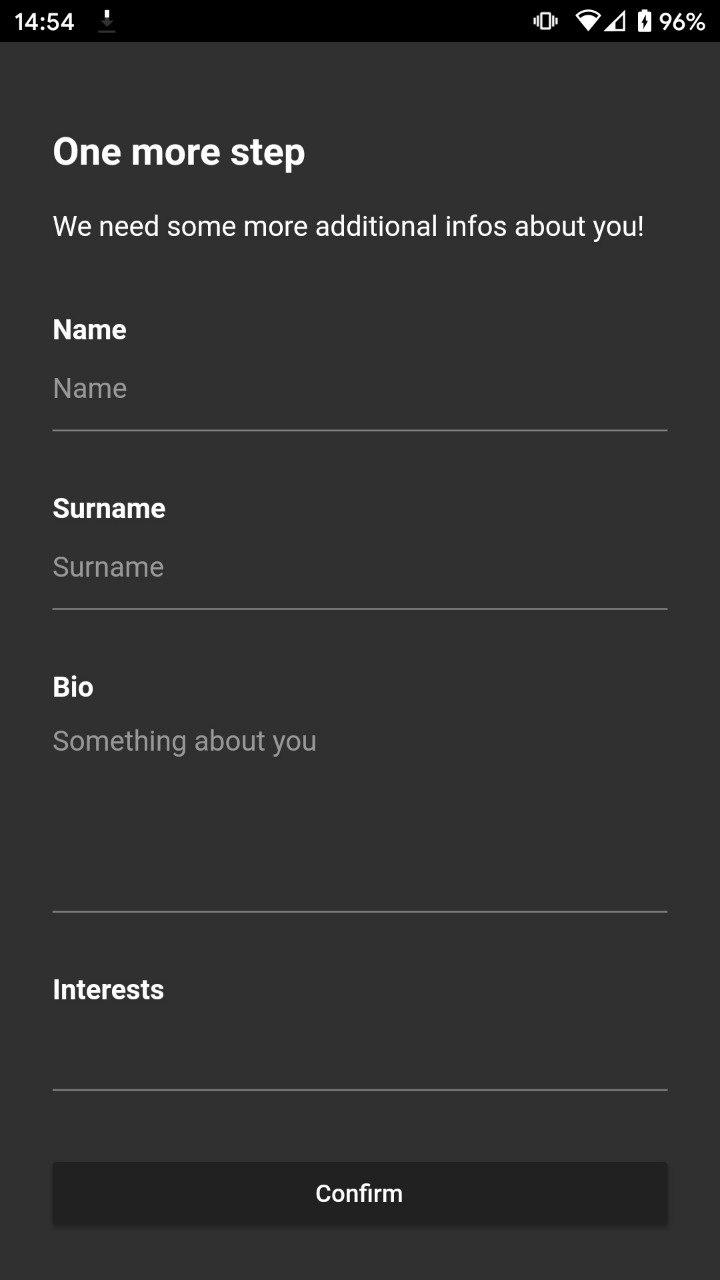 14:54 96%
One more step
We need some more additional infos about you!
Name
Name
Surname
Surname
Bio
Something about you
Interests
Confirm